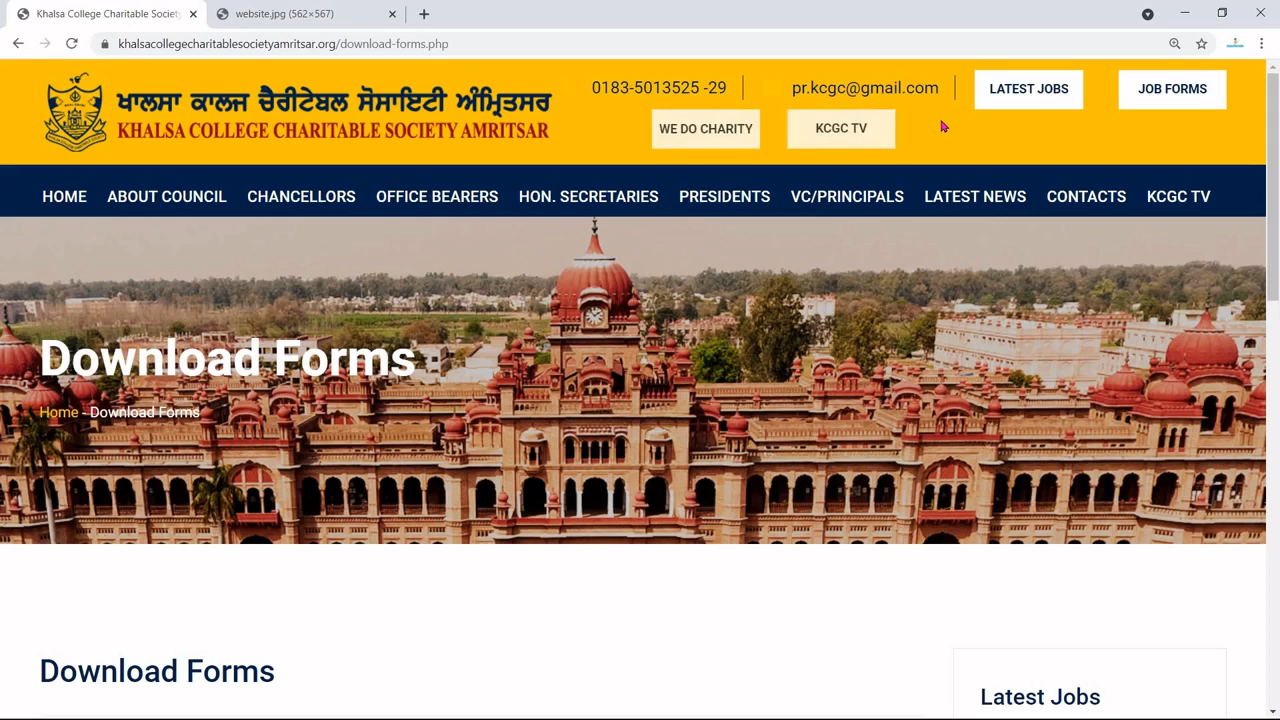 Khalsa College Charitable Society
website.jpg (562×567)
khalsacollegecharitablesocietyamritsar.org/download-forms.php
ਖਾਲਸਾ ਕਾਲਜ ਚੈਰੀਟੇਬਲ ਸੋਸਾਇਟੀ ਅੰਮ੍ਰਿਤਸਰ
KHALSA COLLEGE CHARITABLE SOCIETY AMRITSAR
0183-5013525 -29
pr.kcgc@gmail.com
LATEST JOBS
JOB FORMS
WE DO CHARITY
KCGC TV
HOME ABOUT COUNCIL CHANCELLORS OFFICE BEARERS HON. SECRETARIES PRESIDENTS VC/PRINCIPALS LATEST NEWS CONTACTS KCGC TV
Download Forms
Home - Download Forms
Download Forms
Latest Jobs